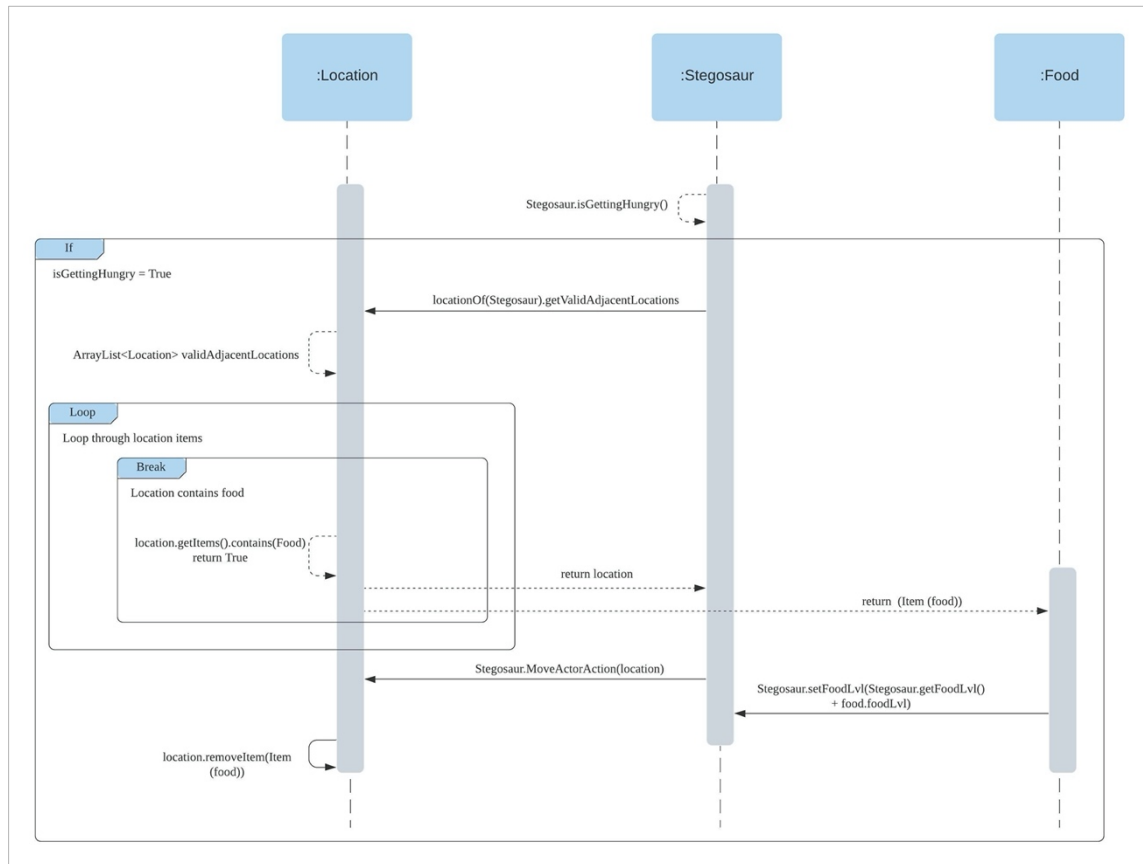 :Location
:Stegosaur
:Food
Stegosaur.isGettingHungry()
If
isGettingHungry = True
locationOf(Stegosaur).getValidAdjacentLocations
ArrayList<Location> validAdjacentLocations
Loop
Loop through location items
Break
Location contains food
location.getItems().contains(Food)
return True
return location
return  (Item (food))
Stegosaur.MoveActorAction(location)
Stegosaur.setFoodLvl(Stegosaur.getFoodLvl()
+ food.foodLvl)
location.removeItem(Item
(food))